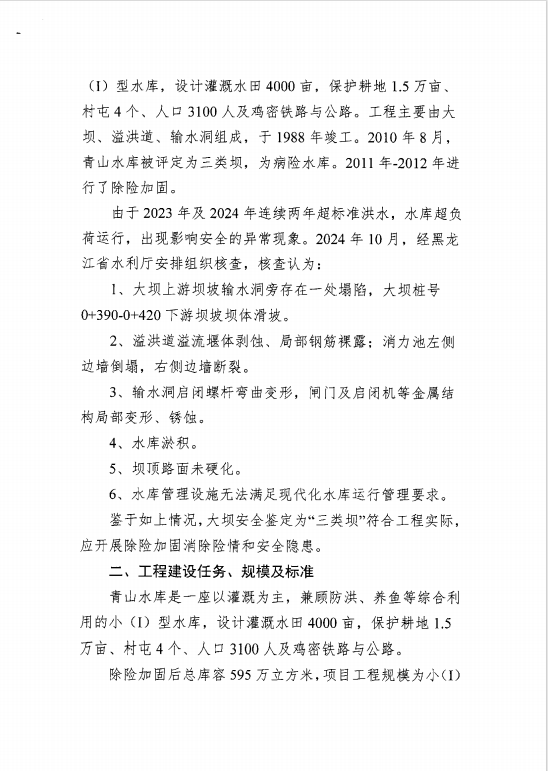 （I）型水库，设计灌溉水田 4000 亩，保护耕地 1.5 万亩、
村屯 4 个、人口 3100 人及鸡密铁路与公路。工程主要由大
坝、溢洪道、输水洞组成，于 1988 年竣工。2010 年 8 月，
青山水库被评定为三类坝，为病险水库。2011 年-2012 年进
行了除险加固。
由于 2023 年及 2024 年连续两年超标准洪水，水库超负
荷运行，出现影响安全的异常现象。2024 年 10 月，经黑龙
江省水利厅安排组织核查，核查认为：
1、大坝上游坝坡输水洞旁存在一处塌陷，大坝桩号
0+390-0+420 下游坝坡坝体滑坡。
2、溢洪道溢流堰体剥蚀、局部钢筋裸露；消力池左侧
边墙倒塌，右侧边墙断裂。
3、输水洞启闭螺杆弯曲变形，闸门及启闭机等金属结
构局部变形、锈蚀。
4、水库淤积。
5、坝顶路面未硬化。
6、水库管理设施无法满足现代化水库运行管理要求。
鉴于如上情况，大坝安全鉴定为“三类坝”符合工程实际，
应开展除险加固消除险情和安全隐患。
二、工程建设任务、规模及标准
青山水库是一座以灌溉为主，兼顾防洪、养鱼等综合利
用的小（I）型水库，设计灌溉水田 4000 亩，保护耕地 1.5
万亩、村屯 4 个、人口 3100 人及鸡密铁路与公路。
除险加固后总库容 595 万立方米，项目工程规模为小（I）